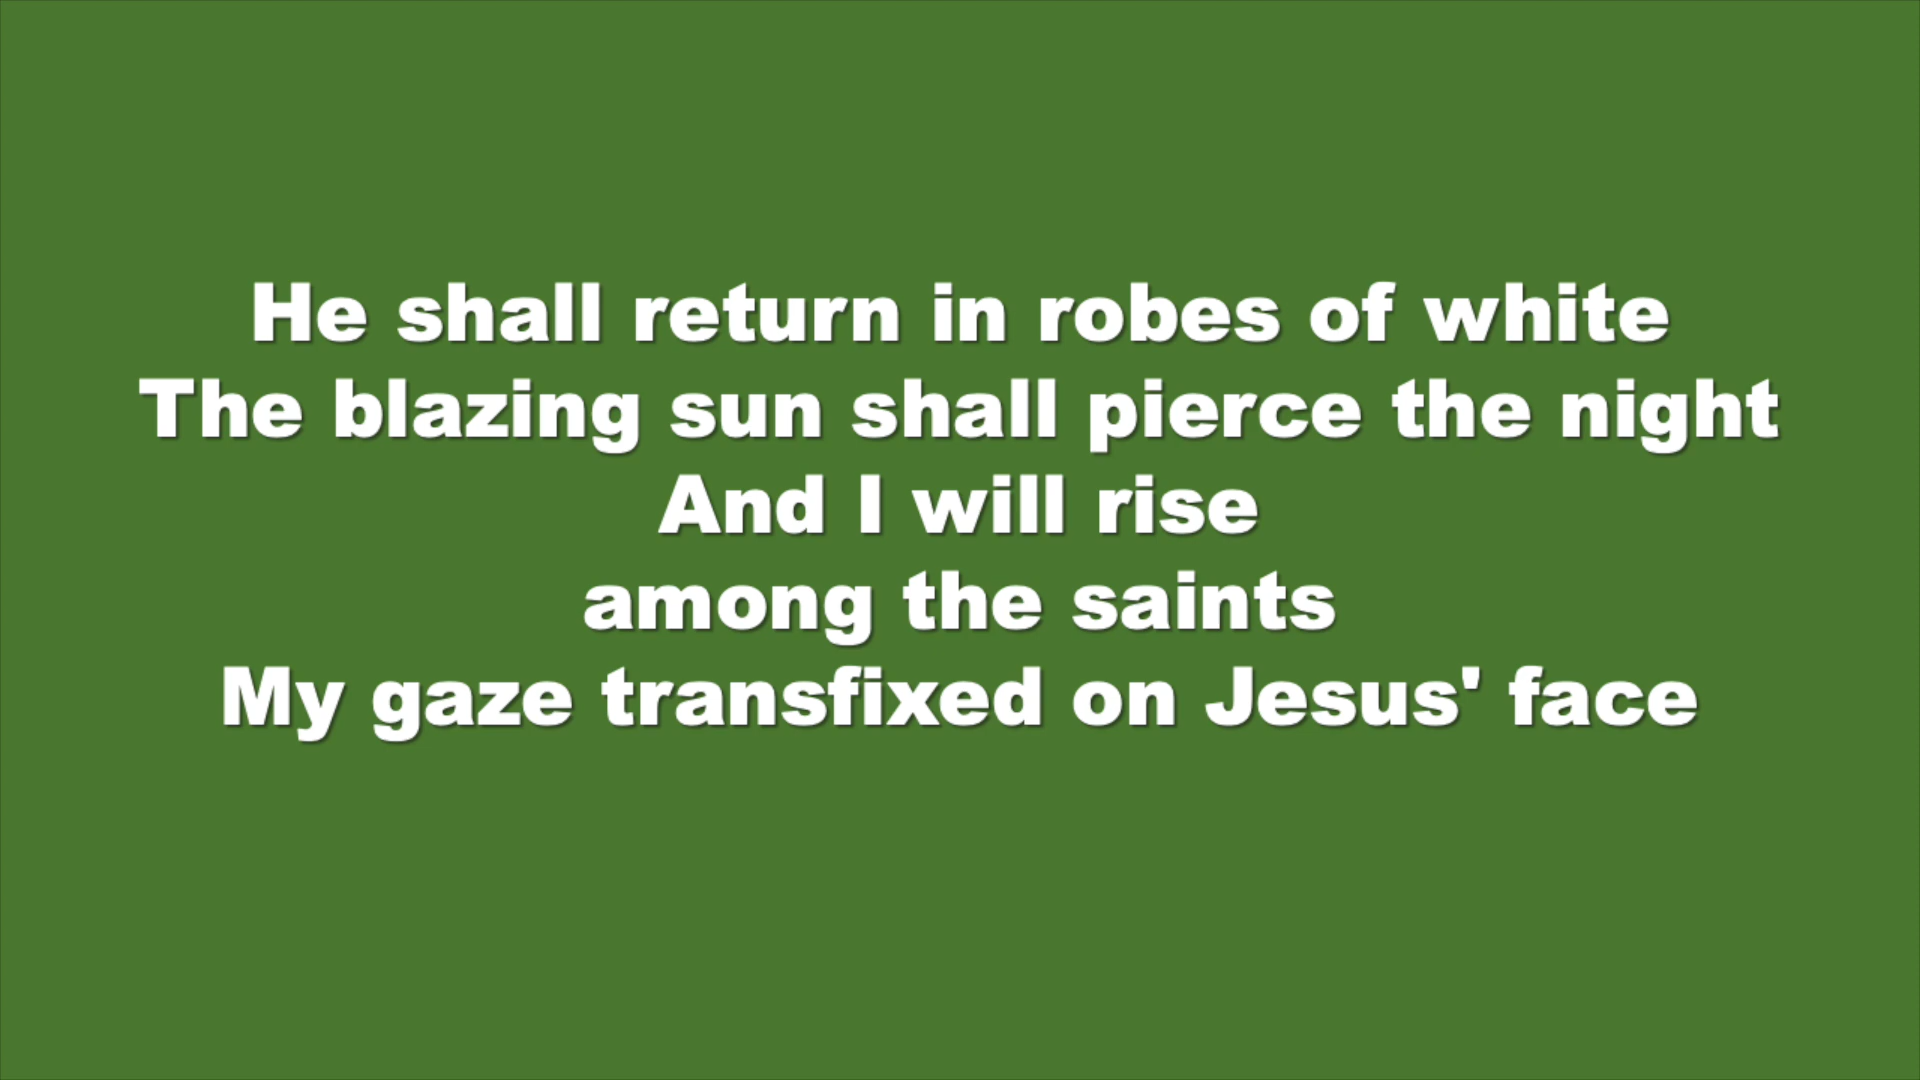 He shall return in robes of white
The blazing sun shall pierce the night
And I will rise
among the saints
My gaze transfixed on Jesus' face